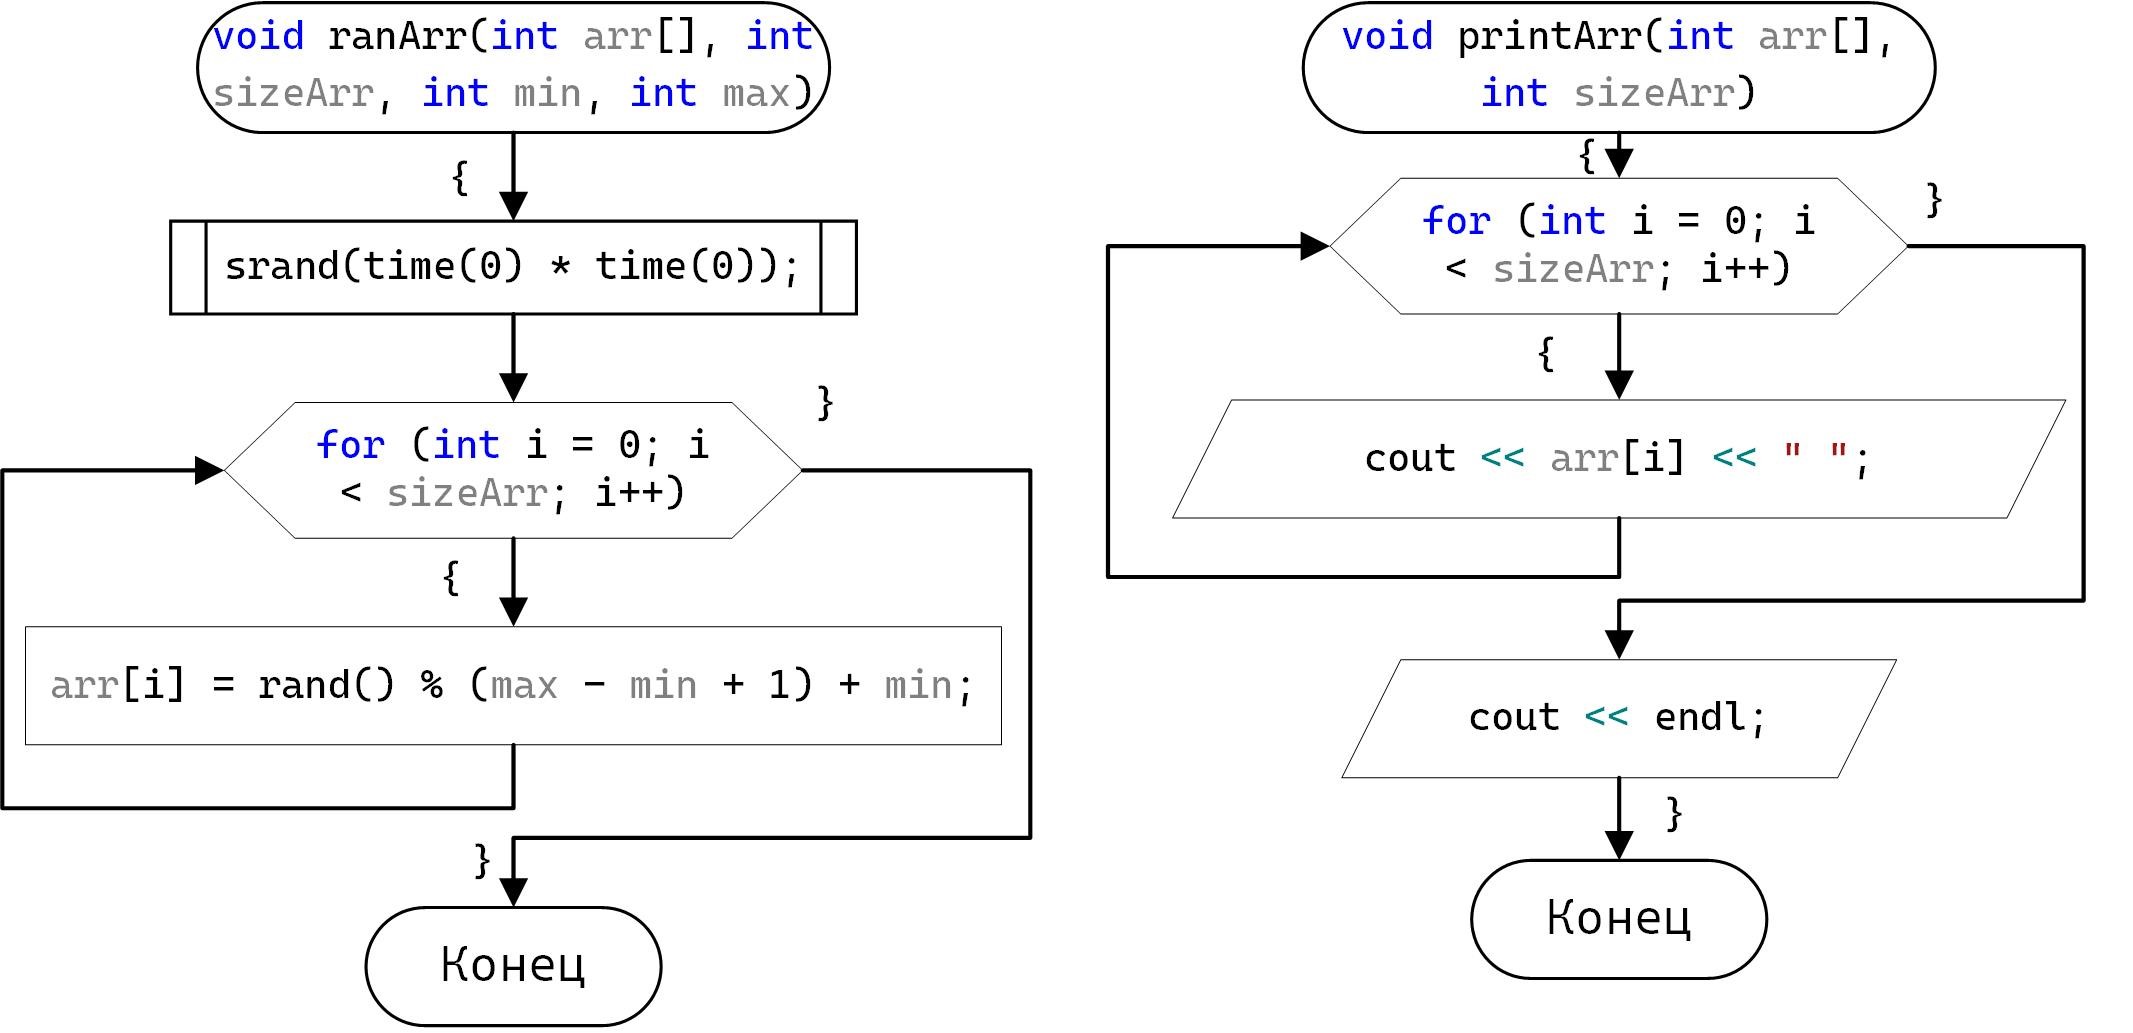 void ranArr(int arr[], int
sizeArr, int min, int max)
{
srand(time(0) * time(0));
}
for (int i = 0; i
< sizeArr; i++)
{
arr[i] = rand() % (max - min + 1) + min;
}
Конец
void printArr(int arr[],
int sizeArr)
{
}
for (int i = 0; i
< sizeArr; i++)
{
cout << arr[i] << " ";
cout << endl;
}
Конец